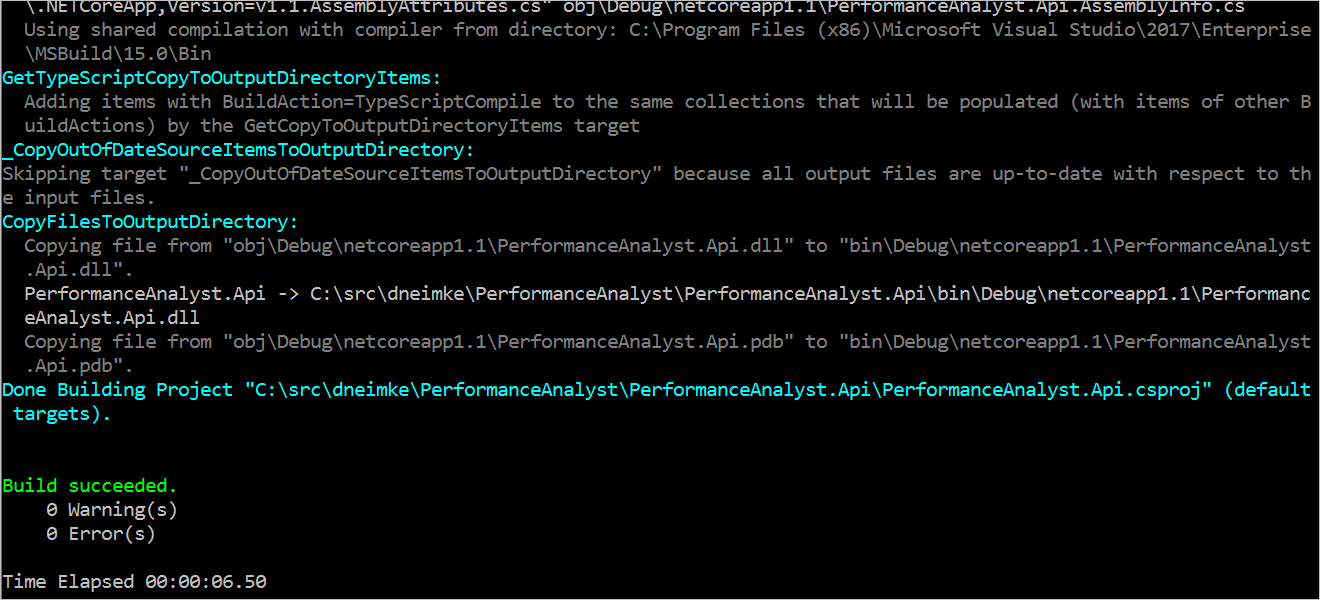 \.NETCoreApp,Version=v1.1.AssemblyAttributes.cs" obj\Debug\netcoreapp1.1\PerformanceAnalyst.Api.AssemblyInfo.cs
Using shared compilation with compiler from directory: C:\Program Files (x86)\Microsoft Visual Studio\2017\Enterprise
\MSBuild\15.0\Bin
GetTypeScriptCopyToOutputDirectoryItems:
Adding items with BuildAction=TypeScriptCompile to the same collections that will be populated (with items of other B
uildActions) by the GetCopyToOutputDirectoryItems target
_CopyOutOfDateSourceItemsToOutputDirectory:
Skipping target "_CopyOutOfDateSourceItemsToOutputDirectory" because all output files are up-to-date with respect to th
e input files.
CopyFilesToOutputDirectory:
Copying file from "obj\Debug\netcoreapp1.1\PerformanceAnalyst.Api.dll" to "bin\Debug\netcoreapp1.1\PerformanceAnalyst
.Api.dll".
PerformanceAnalyst.Api -> C:\src\dneimke\PerformanceAnalyst\PerformanceAnalyst.Api\bin\Debug\netcoreapp1.1\Performanc
eAnalyst.Api.dll
Copying file from "obj\Debug\netcoreapp1.1\PerformanceAnalyst.Api.pdb" to "bin\Debug\netcoreapp1.1\PerformanceAnalyst
.Api.pdb".
Done Building Project "C:\src\dneimke\PerformanceAnalyst\PerformanceAnalyst.Api\PerformanceAnalyst.Api.csproj" (default
targets).
Build succeeded.
0 Warning(s)
0 Error(s)
Time Elapsed 00:00:06.50